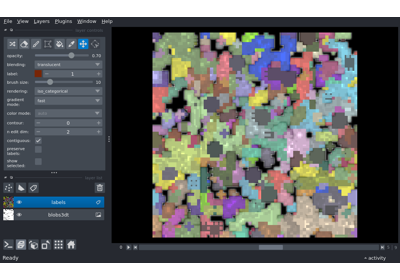 File View Layers Plugins Window Help
opacity: 0.70
blending: translucent
label: 1
brush size: 10
rendering: iso_categorical
gradient mode: fast
color mode:
contour: 0
n edit dim: 2
contiguous:
preserve labels:
show selected:
labels
blobs3dt
0
Ready
activity